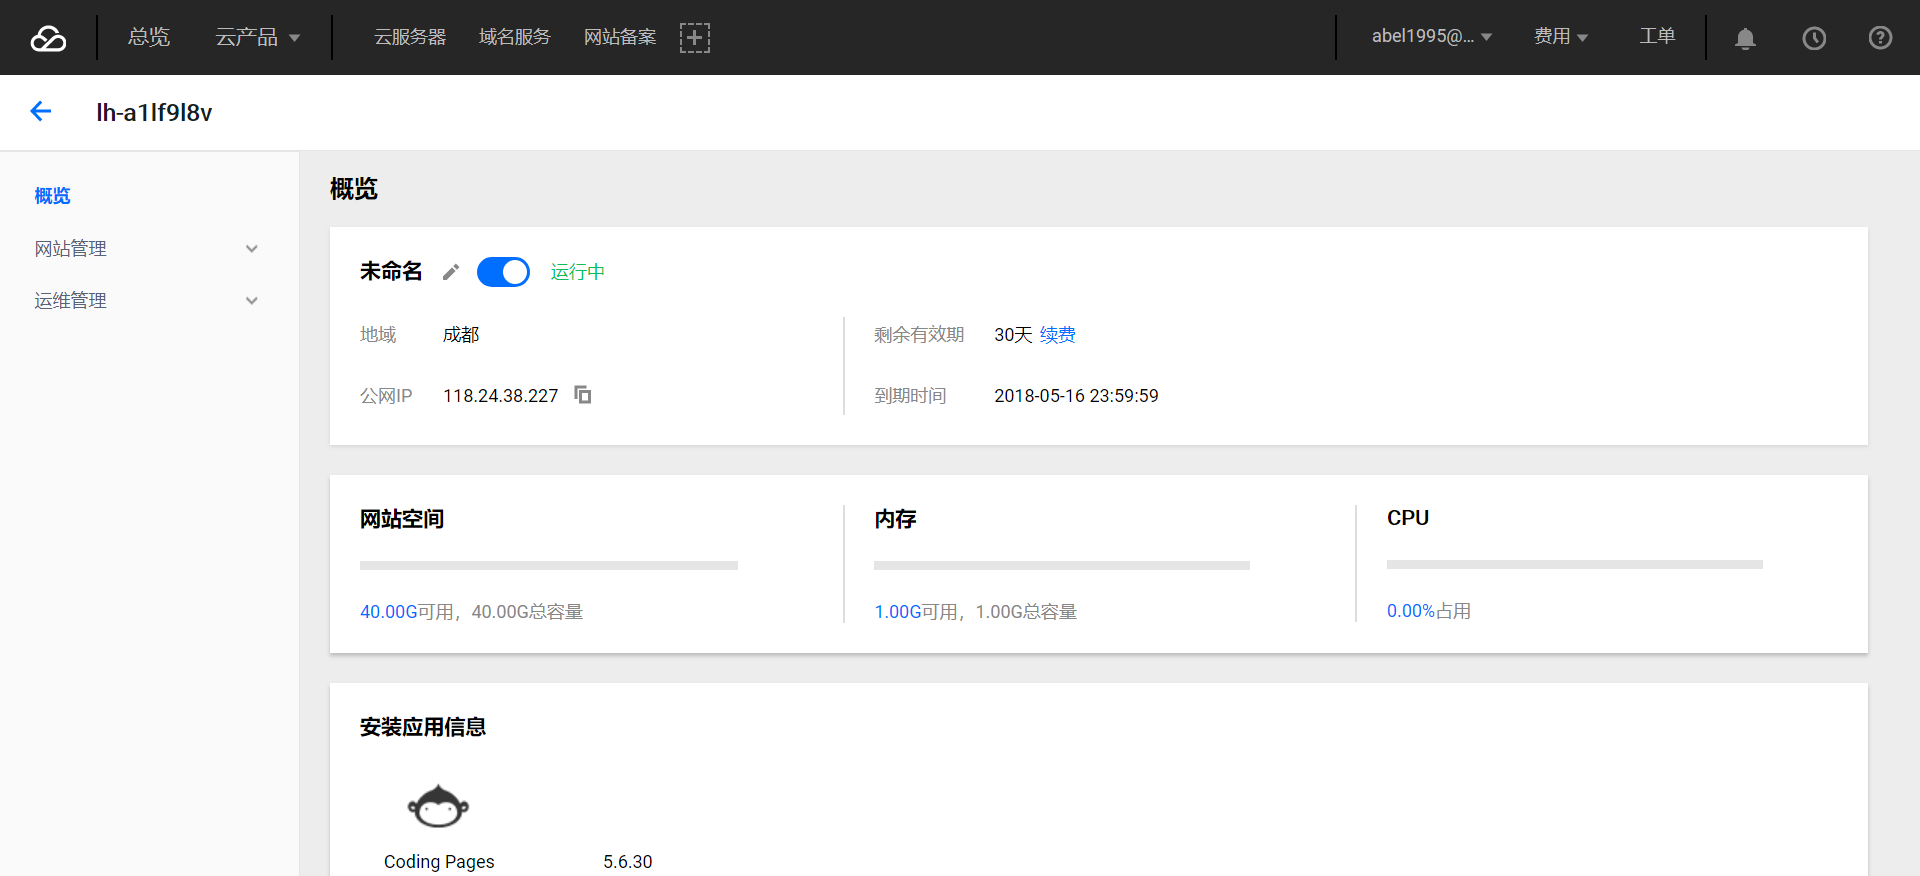 总览 云产品 云服务器 域名服务 网站备案 abel1995@... 费用 工单
lh-a1lf9l8v
概览
网站管理
运维管理
概览
未命名 运行中
地域 成都 剩余有效期 30天 续费
公网IP 118.24.38.227 到期时间 2018-05-16 23:59:59
网站空间 内存 CPU
40.00G可用，40.00G总容量 1.00G可用，1.00G总容量 0.00%占用
安装应用信息
Coding Pages 5.6.30